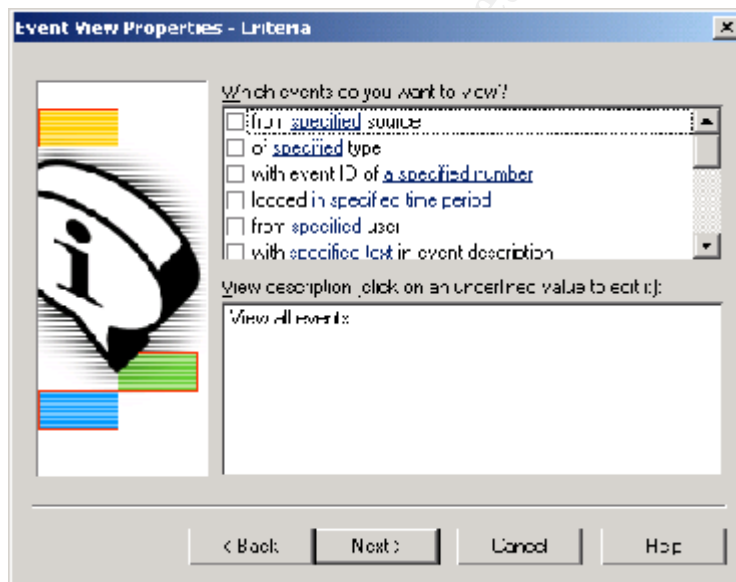 Event View Properties - Criteria
Which events do you want to view?
from specified source
of specified type
with event ID of a specified number
logged in specified time period
from specified user
with specified text in event description
View description (click on an underlined value to edit it):
View all events
< Back
Next >
Cancel
Help